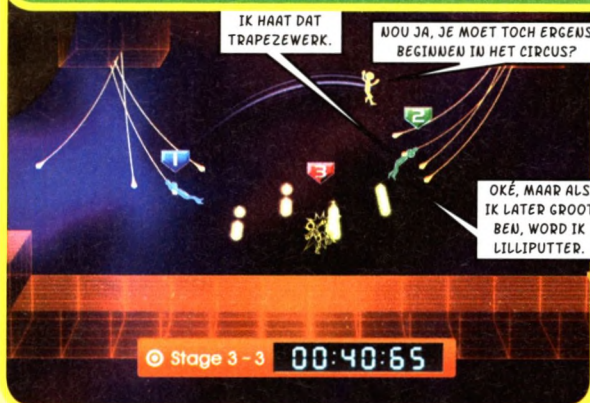 IK HAAT DAT
TRAPEZEWERK.
NOU JA, JE MOET TOCH ERGENS
BEGINNEN IN HET CIRCUS?
1
2
3
OKÉ, MAAR ALS
IK LATER GROOT
BEN, WORD IK
LILLIPUTTER.
Stage 3-3 00:40:65